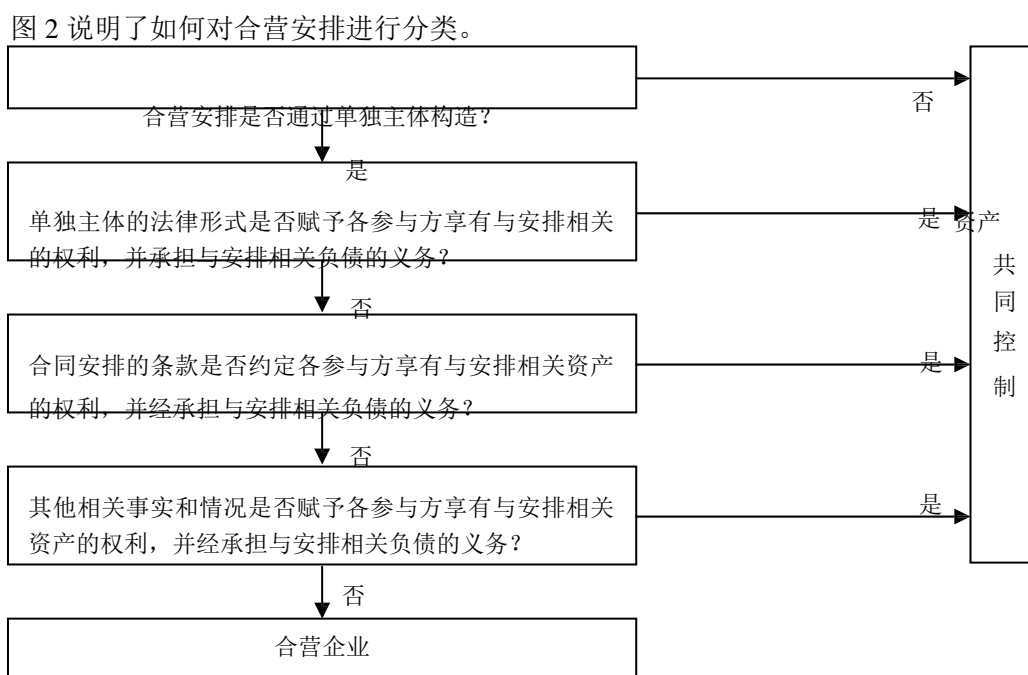 图 2 说明了如何对合营安排进行分类。
合营安排是否通过单独主体构造？
否
是
单独主体的法律形式是否赋予各参与方享有与安排相关
的权利，并承担与安排相关负债的义务？
是
资产
否
合同安排的条款是否约定各参与方享有与安排相关资产
的权利，并经承担与安排相关负债的义务？
是
否
其他相关事实和情况是否赋予各参与方享有与安排相关
资产的权利，并经承担与安排相关负债的义务？
是
否
合营企业
共
同
控
制